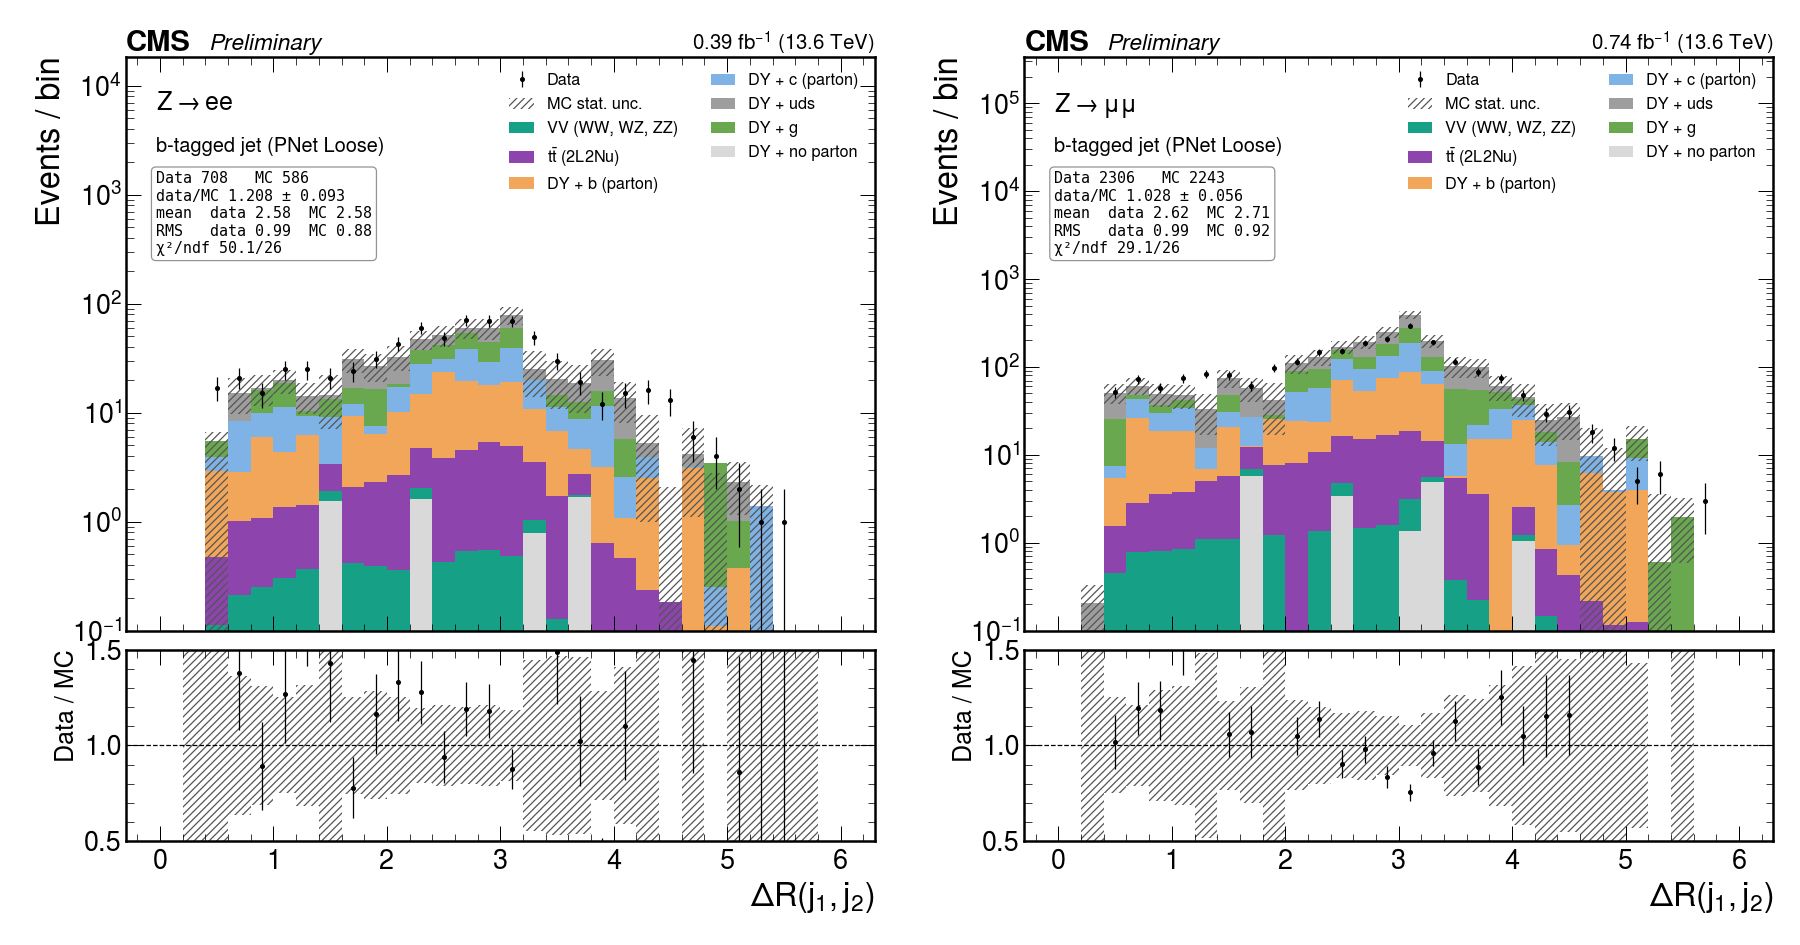 CMS Preliminary 0.39 fb⁻¹ (13.6 TeV)
Events / bin
Z → ee
b-tagged jet (PNet Loose)
Data 708   MC 586
data/MC 1.208 ± 0.093
mean  data 2.58  MC 2.58
RMS   data 0.99  MC 0.88
χ²/ndf 50.1/26
Data
MC stat. unc.
VV (WW, WZ, ZZ)
tt̄ (2L2Nu)
DY + b (parton)
DY + c (parton)
DY + uds
DY + g
DY + no parton
10⁴
10³
10²
10¹
10⁰
10⁻¹
Data / MC
1.5
1.0
0.5
0 1 2 3 4 5 6
ΔR(j₁, j₂)
CMS Preliminary 0.74 fb⁻¹ (13.6 TeV)
Events / bin
Z → μμ
b-tagged jet (PNet Loose)
Data 2306   MC 2243
data/MC 1.028 ± 0.056
mean  data 2.62  MC 2.71
RMS   data 0.99  MC 0.92
χ²/ndf 29.1/26
Data
MC stat. unc.
VV (WW, WZ, ZZ)
tt̄ (2L2Nu)
DY + b (parton)
DY + c (parton)
DY + uds
DY + g
DY + no parton
10⁵
10⁴
10³
10²
10¹
10⁰
10⁻¹
Data / MC
1.5
1.0
0.5
0 1 2 3 4 5 6
ΔR(j₁, j₂)